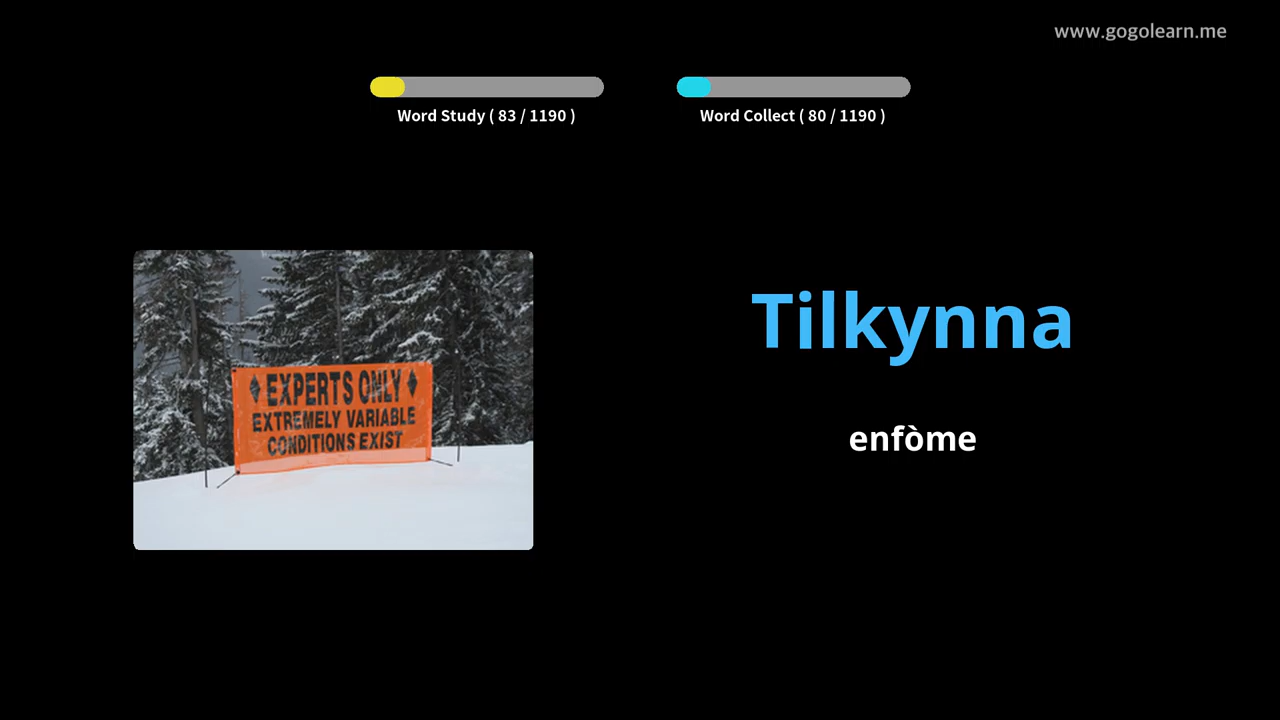 www.gogolearn.me
Word Study ( 83 / 1190 )
Word Collect ( 80 / 1190 )
EXPERTS ONLY
EXTREMELY VARIABLE
CONDITIONS EXIST
Tilkynna
enfòme